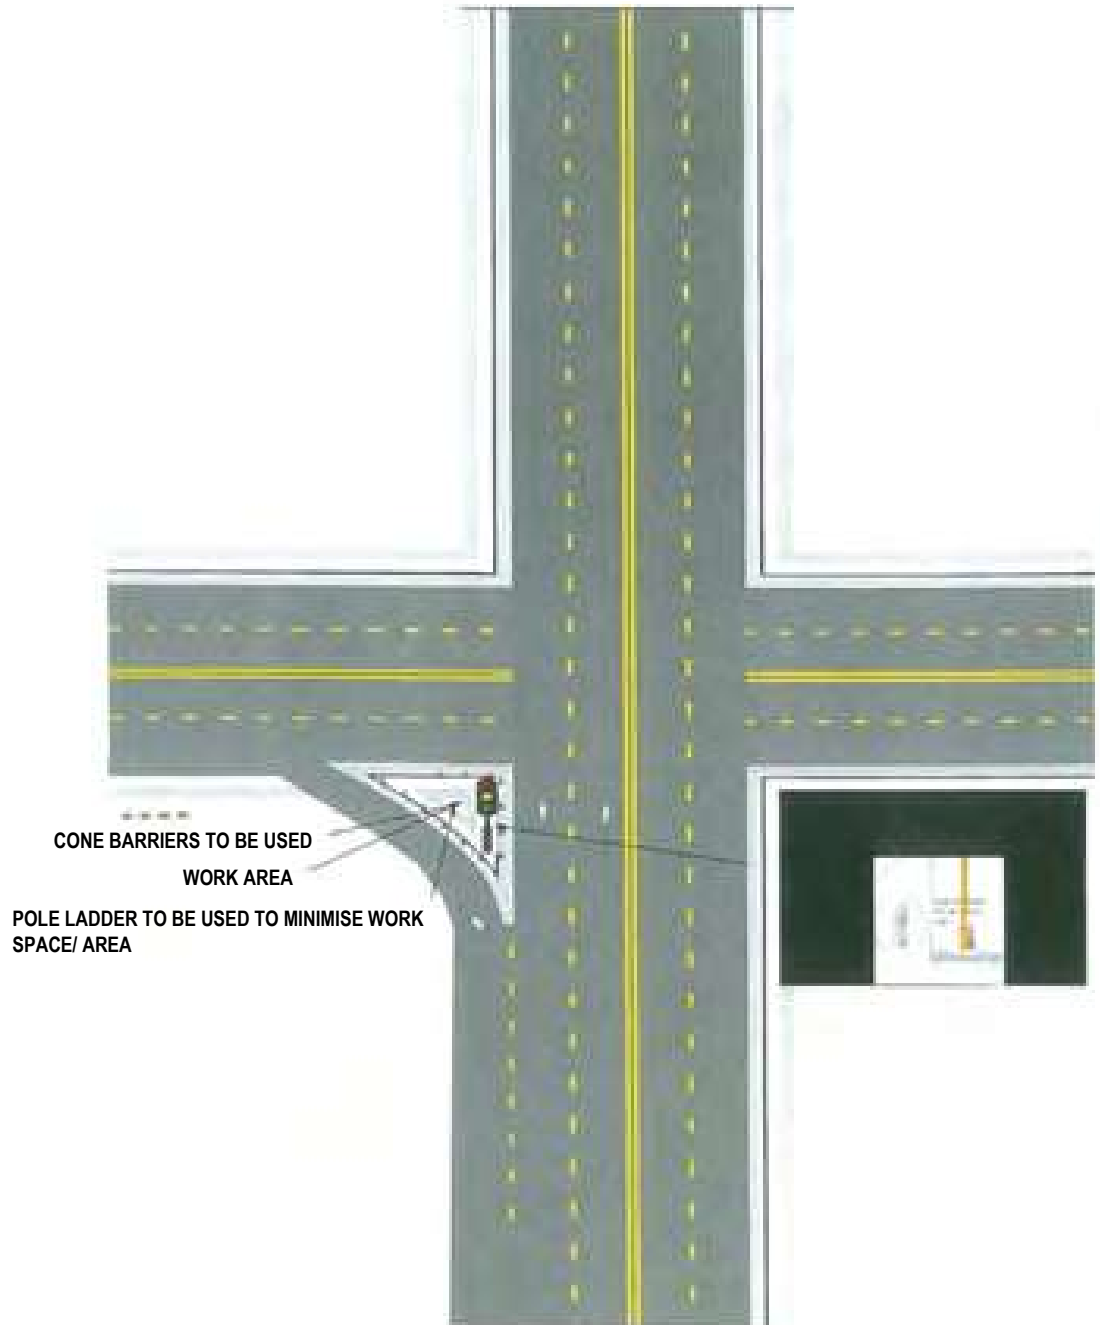 CONE BARRIERS TO BE USED
WORK AREA
POLE LADDER TO BE USED TO MINIMISE WORK
SPACE/ AREA